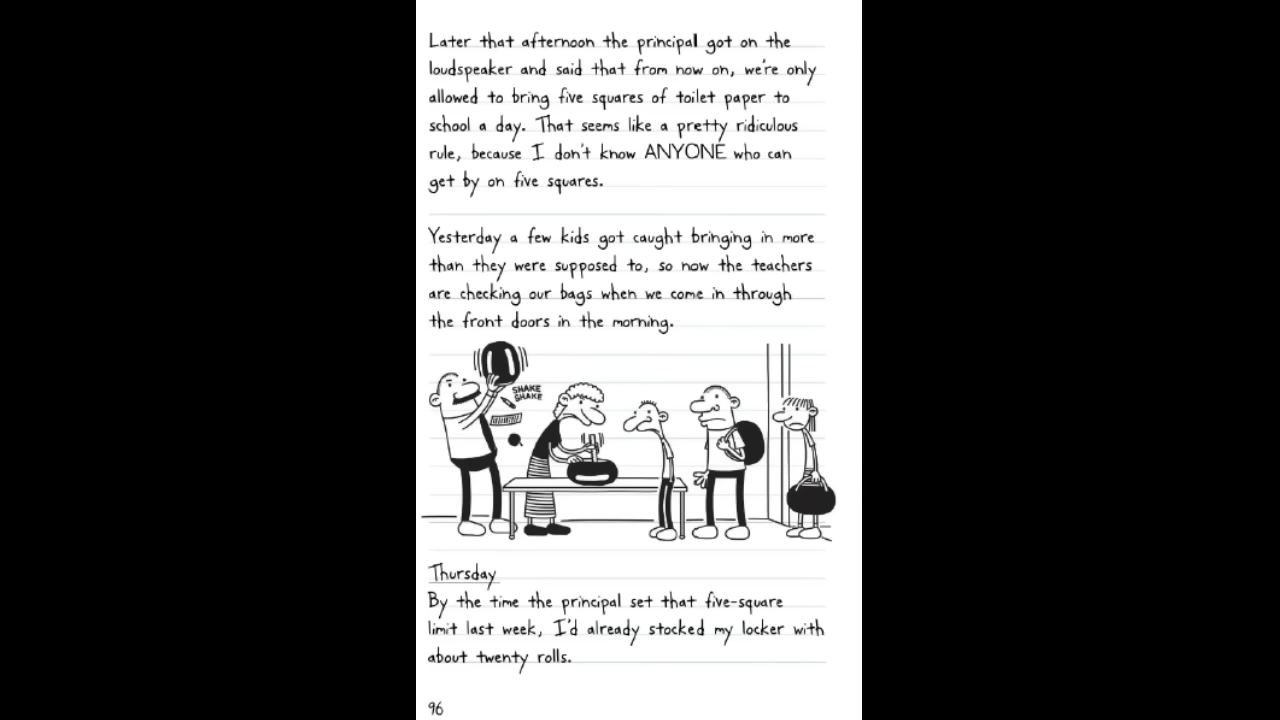 Later that afternoon the principal got on the
loudspeaker and said that from now on, we're only
allowed to bring five squares of toilet paper to
school a day. That seems like a pretty ridiculous
rule, because I don't know ANYONE who can
get by on five squares.
Yesterday a few kids got caught bringing in more
than they were supposed to, so now the teachers
are checking our bags when we come in through
the front doors in the morning.
SHAKE
SHAKE
Thursday
By the time the principal set that five-square
limit last week, I'd already stocked my locker with
about twenty rolls.
96